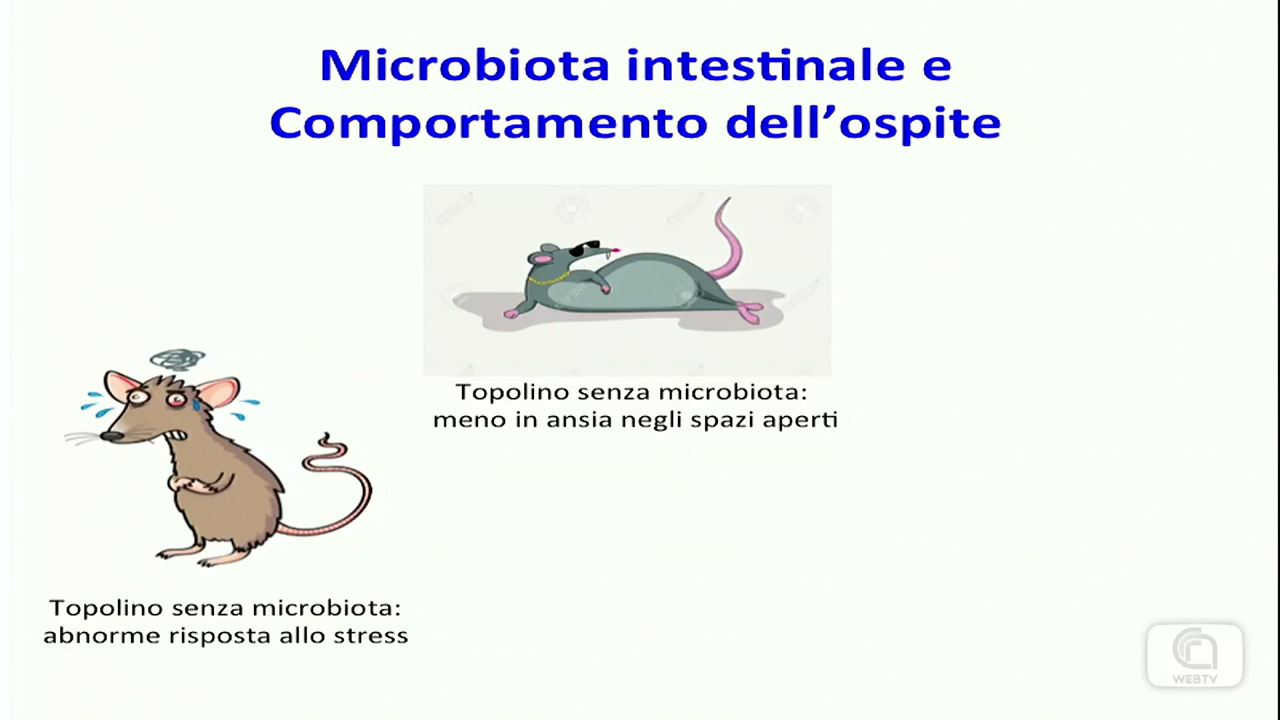 Microbiota intestinale e
Comportamento dell'ospite
Topolino senza microbiota:
meno in ansia negli spazi aperti
Topolino senza microbiota:
abnorme risposta allo stress
WEBTV